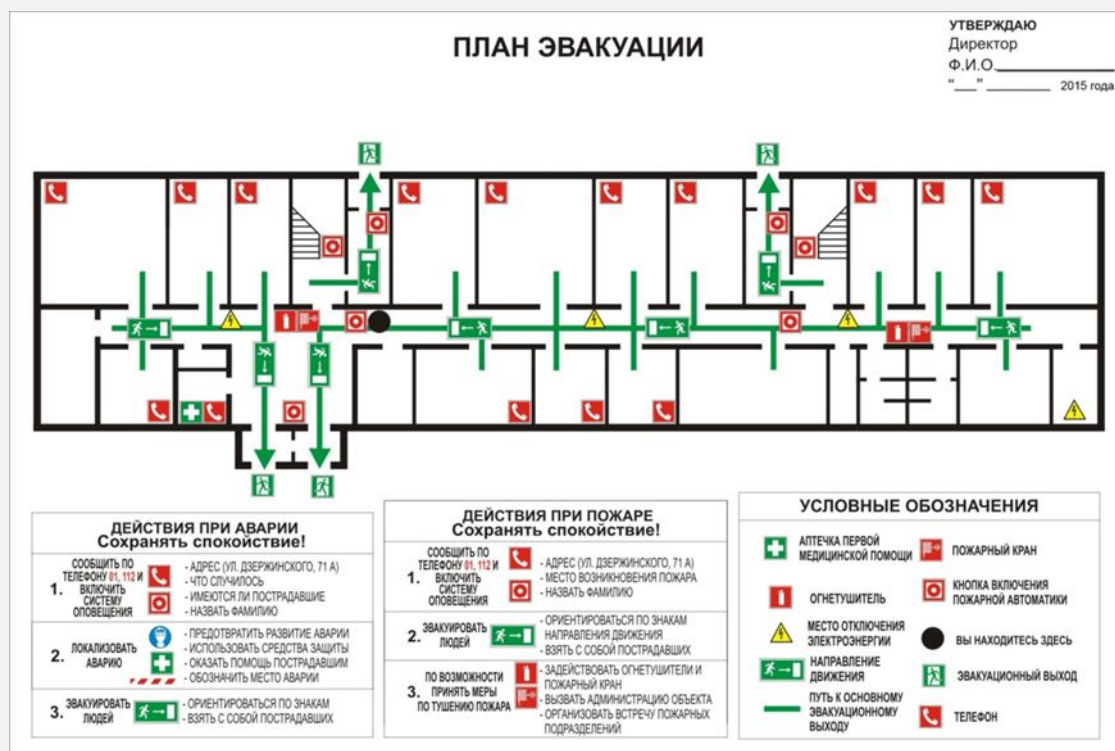 УТВЕРЖДАЮ
Директор
Ф.И.О.
“ ” 2015 года
ПЛАН ЭВАКУАЦИИ
ДЕЙСТВИЯ ПРИ АВАРИИ
Сохранять спокойствие!
1.
СООБЩИТЬ ПО
ТЕЛЕФОНУ 01, 112 И
ВКЛЮЧИТЬ
СИСТЕМУ
ОПОВЕЩЕНИЯ
- АДРЕС (УЛ. ДЗЕРЖИНСКОГО, 71 А)
- ЧТО СЛУЧИЛОСЬ
- ИМЕЮТСЯ ЛИ ПОСТРАДАВШИЕ
- НАЗВАТЬ ФАМИЛИЮ
2.
ЛОКАЛИЗОВАТЬ
АВАРИЮ
- ПРЕДОТВРАТИТЬ РАЗВИТИЕ АВАРИИ
- ИСПОЛЬЗОВАТЬ СРЕДСТВА ЗАЩИТЫ
- ОКАЗАТЬ ПОМОЩЬ ПОСТРАДАВШИМ
- ОБОЗНАЧИТЬ МЕСТО АВАРИИ
3.
ЭВАКУИРОВАТЬ
ЛЮДЕЙ
- ОРИЕНТИРОВАТЬСЯ ПО ЗНАКАМ
- ВЗЯТЬ С СОБОЙ ПОСТРАДАВШИХ
ДЕЙСТВИЯ ПРИ ПОЖАРЕ
Сохранять спокойствие!
1.
СООБЩИТЬ ПО
ТЕЛЕФОНУ 01, 112 И
ВКЛЮЧИТЬ
СИСТЕМУ
ОПОВЕЩЕНИЯ
- АДРЕС (УЛ. ДЗЕРЖИНСКОГО, 71 А)
- МЕСТО ВОЗНИКНОВЕНИЯ ПОЖАРА
- НАЗВАТЬ ФАМИЛИЮ
2.
ЭВАКУИРОВАТЬ
ЛЮДЕЙ
- ОРИЕНТИРОВАТЬСЯ ПО ЗНАКАМ
НАПРАВЛЕНИЯ ДВИЖЕНИЯ
- ВЗЯТЬ С СОБОЙ ПОСТРАДАВШИХ
3.
ПО ВОЗМОЖНОСТИ
ПРИНЯТЬ МЕРЫ
ПО ТУШЕНИЮ ПОЖАРА
- ЗАДЕЙСТВОВАТЬ ОГНЕТУШИТЕЛИ И
ПОЖАРНЫЙ КРАН
- ВЫЗВАТЬ АДМИНИСТРАЦИЮ ОБЪЕКТА
- ОРГАНИЗОВАТЬ ВСТРЕЧУ ПОЖАРНЫХ
ПОДРАЗДЕЛЕНИЙ
УСЛОВНЫЕ ОБОЗНАЧЕНИЯ
АПТЕЧКА ПЕРВОЙ
МЕДИЦИНСКОЙ ПОМОЩИ
ПОЖАРНЫЙ КРАН
ОГНЕТУШИТЕЛЬ
КНОПКА ВКЛЮЧЕНИЯ
ПОЖАРНОЙ АВТОМАТИКИ
МЕСТО ОТКЛЮЧЕНИЯ
ЭЛЕКТРОЭНЕРГИИ
ВЫ НАХОДИТЕСЬ ЗДЕСЬ
НАПРАВЛЕНИЕ
ДВИЖЕНИЯ
ЭВАКУАЦИОННЫЙ ВЫХОД
ПУТЬ К ОСНОВНОМУ
ЭВАКУАЦИОННОМУ
ВЫХОДУ
ТЕЛЕФОН